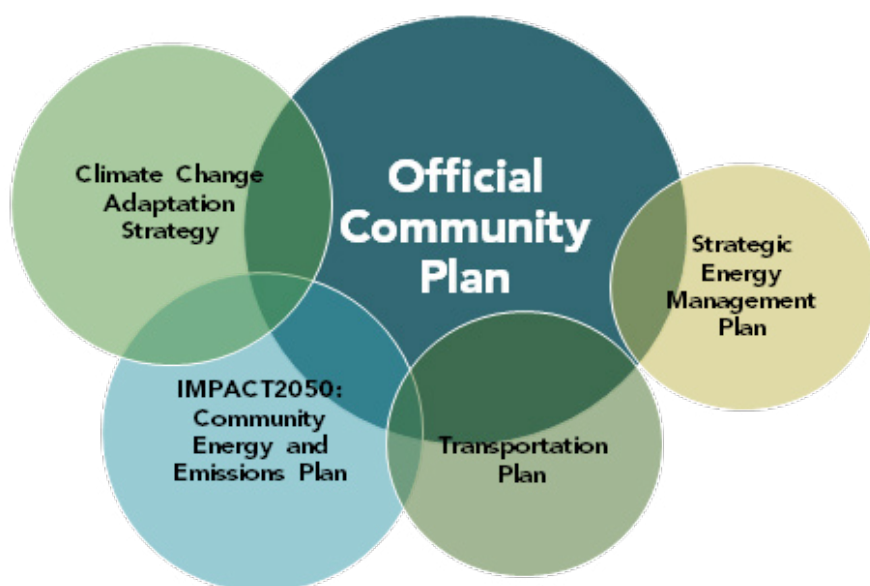 Official
Community
Plan
Climate Change
Adaptation
Strategy
Strategic
Energy
Management
Plan
IMPACT2050:
Community
Energy and
Emissions Plan
Transportation
Plan